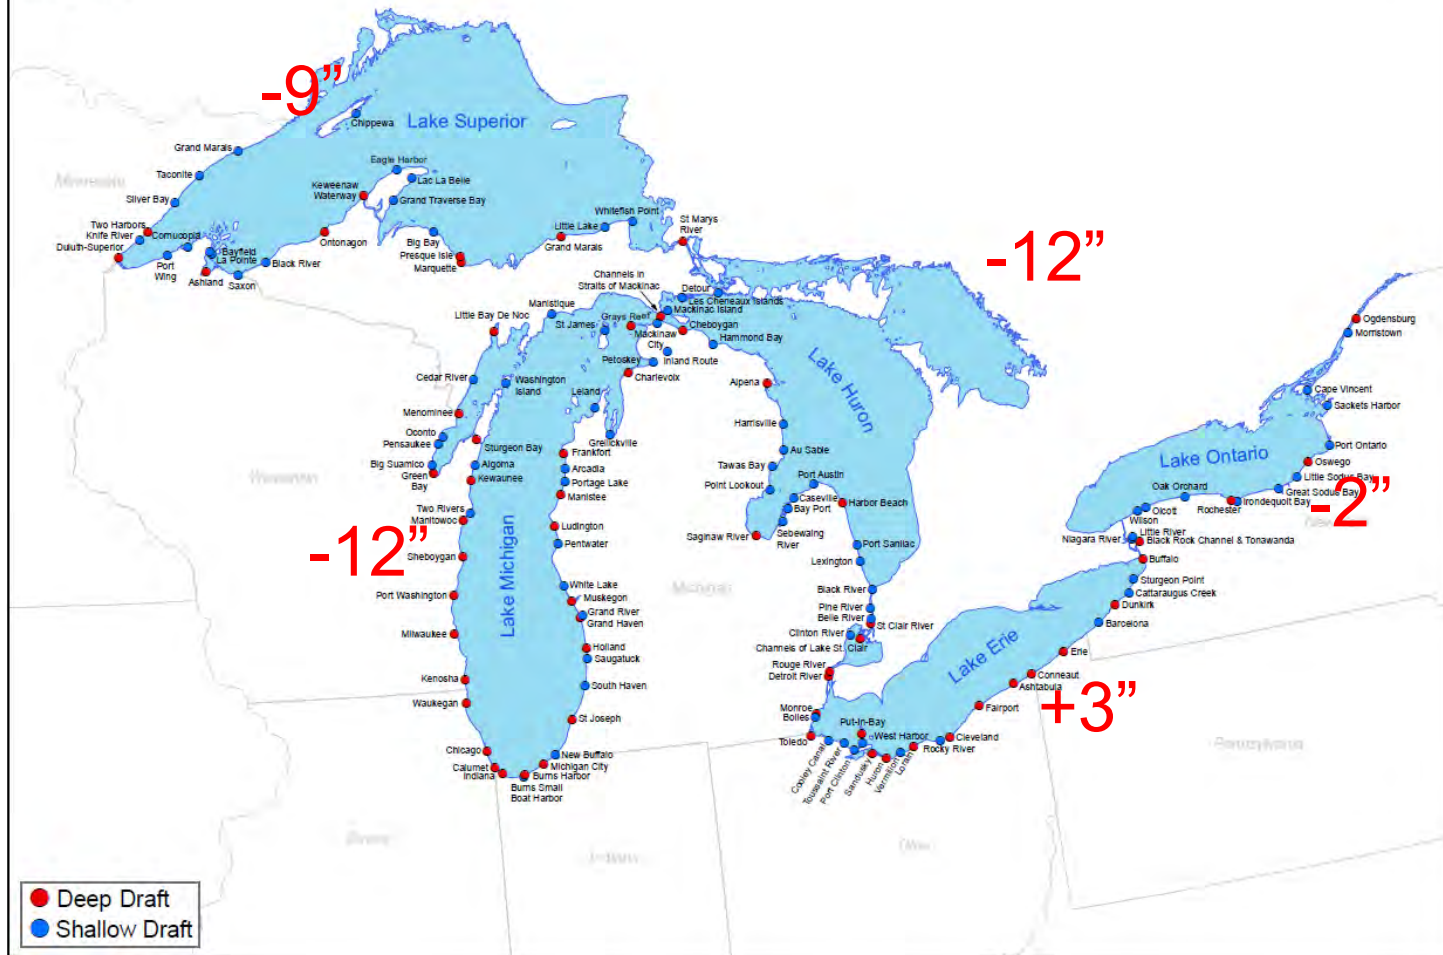 -9”
Lake Superior
Chippewa
Grand Marais
Taconite
Silver Bay
Eagle Harbor
Lac La Belle
Keweenaw
Waterway
Grand Traverse Bay
Two Harbors
Knife River
Duluth-Superior
Cornucopia
Port
Wing
Bayfield
La Pointe
Ashland
Saxon
Black River
Ontonagon
Big Bay
Presque Isle
Marquette
Little Lake
Grand Marais
Whitefish Point
St Marys
River
-12”
Channels in
Straits of Mackinac
Detour
Les Cheneaux Islands
Mackinac Island
Manistique
Little Bay De Noc
St James
Grays Reef
Mackinaw
City
Cheboygan
Hammond Bay
Inland Route
Petoskey
Charlevoix
Cedar River
Washington
Island
Leland
Menominee
Oconto
Pensaukee
Big Suamico
Green
Bay
Sturgeon Bay
Algoma
Kewaunee
Two Rivers
Manitowoc
Sheboygan
-12”
Port Washington
Milwaukee
Kenosha
Waukegan
Chicago
Calumet
Indiana
Burns Small
Boat Harbor
Burns Harbor
Michigan City
New Buffalo
St Joseph
South Haven
Saugatuck
Holland
Grand Haven
Grand River
Muskegon
White Lake
Pentwater
Ludington
Manistee
Portage Lake
Arcadia
Frankfort
Greilickville
Lake Michigan
Lake Huron
Alpena
Harrisville
Au Sable
Tawas Bay
Point Lookout
Port Austin
Caseville
Bay Port
Sebewaing
River
Saginaw River
Harbor Beach
Port Sanilac
Lexington
Black River
Pine River
Belle River
St Clair River
Clinton River
Channels of Lake St. Clair
Rouge River
Detroit River
Monroe
Bolles
Toledo
Cooley Canal
Toussaint River
Port Clinton
Put-In-Bay
West Harbor
Sandusky
Huron
Vermilion
Lorain
Rocky River
Cleveland
Fairport
Ashtabula
Conneaut
+3”
Erie
Barcelona
Dunkirk
Cattaraugus Creek
Sturgeon Point
Buffalo
Lake Erie
Black Rock Channel & Tonawanda
Little River
Niagara River
Wilson
Olcott
Oak Orchard
Rochester
Irondequoit Bay
Great Sodus Bay
Little Sodus Bay
-2”
Oswego
Port Ontario
Sackets Harbor
Cape Vincent
Morristown
Ogdensburg
Lake Ontario
Minnesota
Wisconsin
Michigan
Illinois
Indiana
Ohio
Pennsylvania
Deep Draft
Shallow Draft